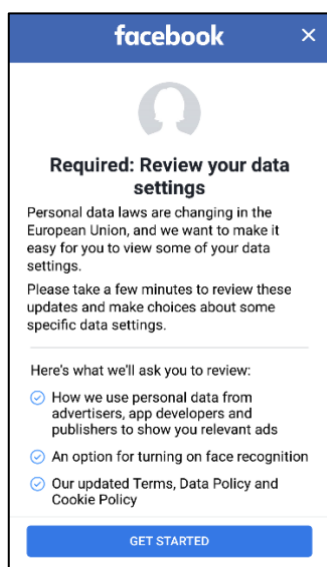 facebook ×
Required: Review your data
settings
Personal data laws are changing in the
European Union, and we want to make it
easy for you to view some of your data
settings.
Please take a few minutes to review these
updates and make choices about some
specific data settings.
Here's what we'll ask you to review:
How we use personal data from
advertisers, app developers and
publishers to show you relevant ads
An option for turning on face recognition
Our updated Terms, Data Policy and
Cookie Policy
GET STARTED